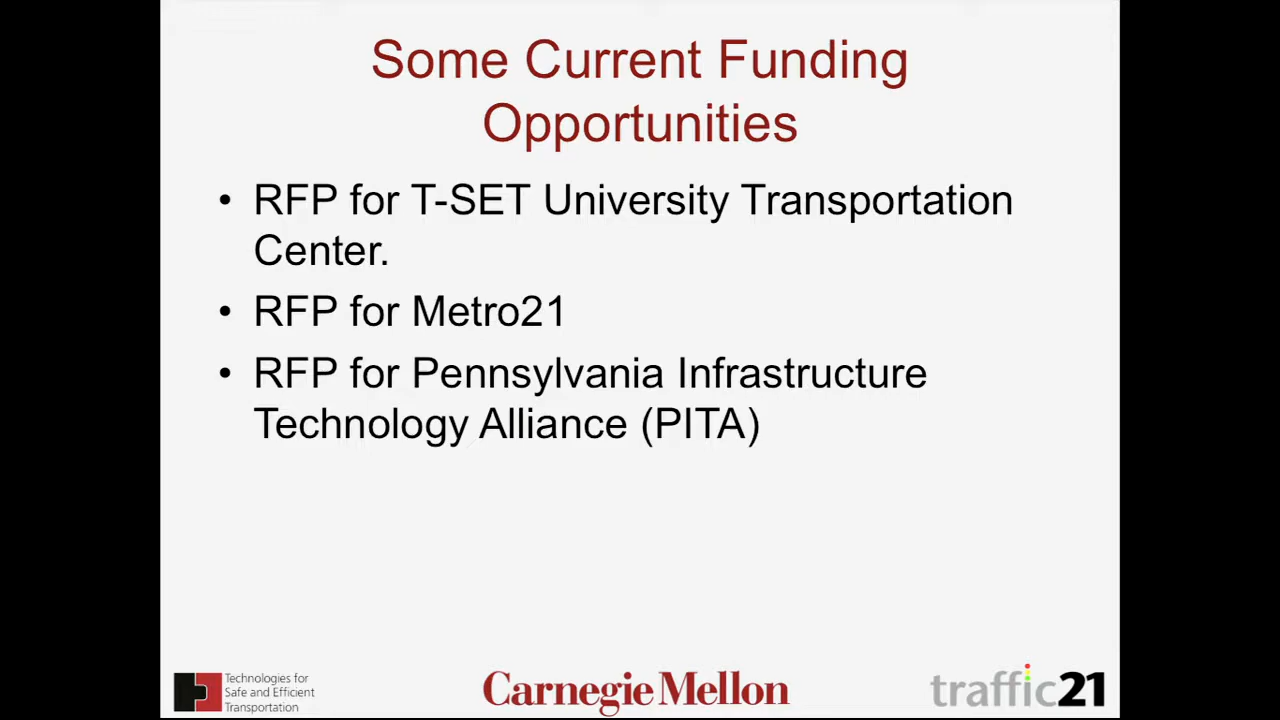 Some Current Funding
Opportunities
• RFP for T-SET University Transportation
Center.
• RFP for Metro21
• RFP for Pennsylvania Infrastructure
Technology Alliance (PITA)
Technologies for
Safe and Efficient
Transportation
Carnegie Mellon
traffic21